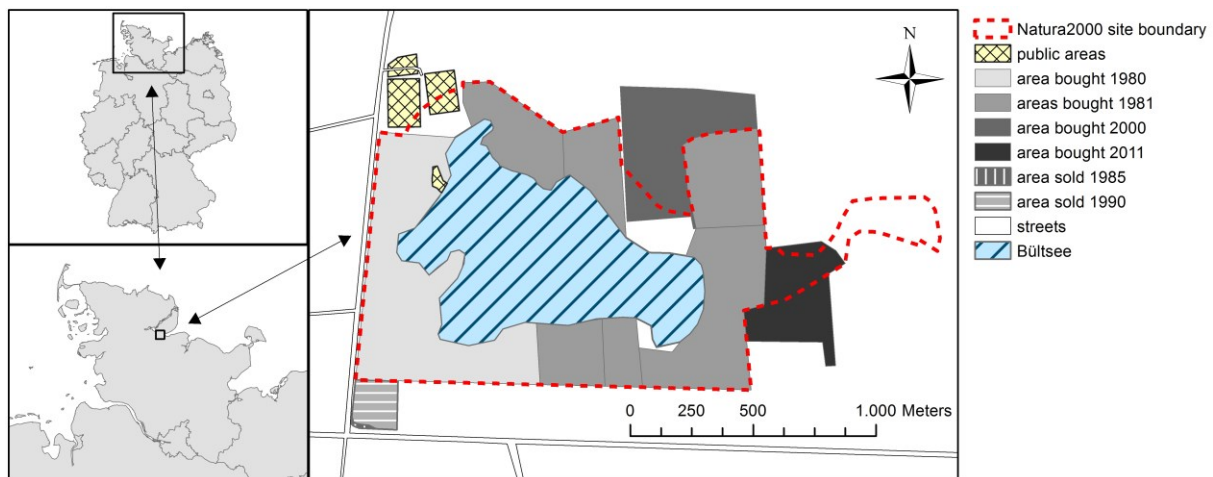 N
Natura2000 site boundary
public areas
area bought 1980
areas bought 1981
area bought 2000
area bought 2011
area sold 1985
area sold 1990
streets
Bültsee
0 250 500 1.000 Meters